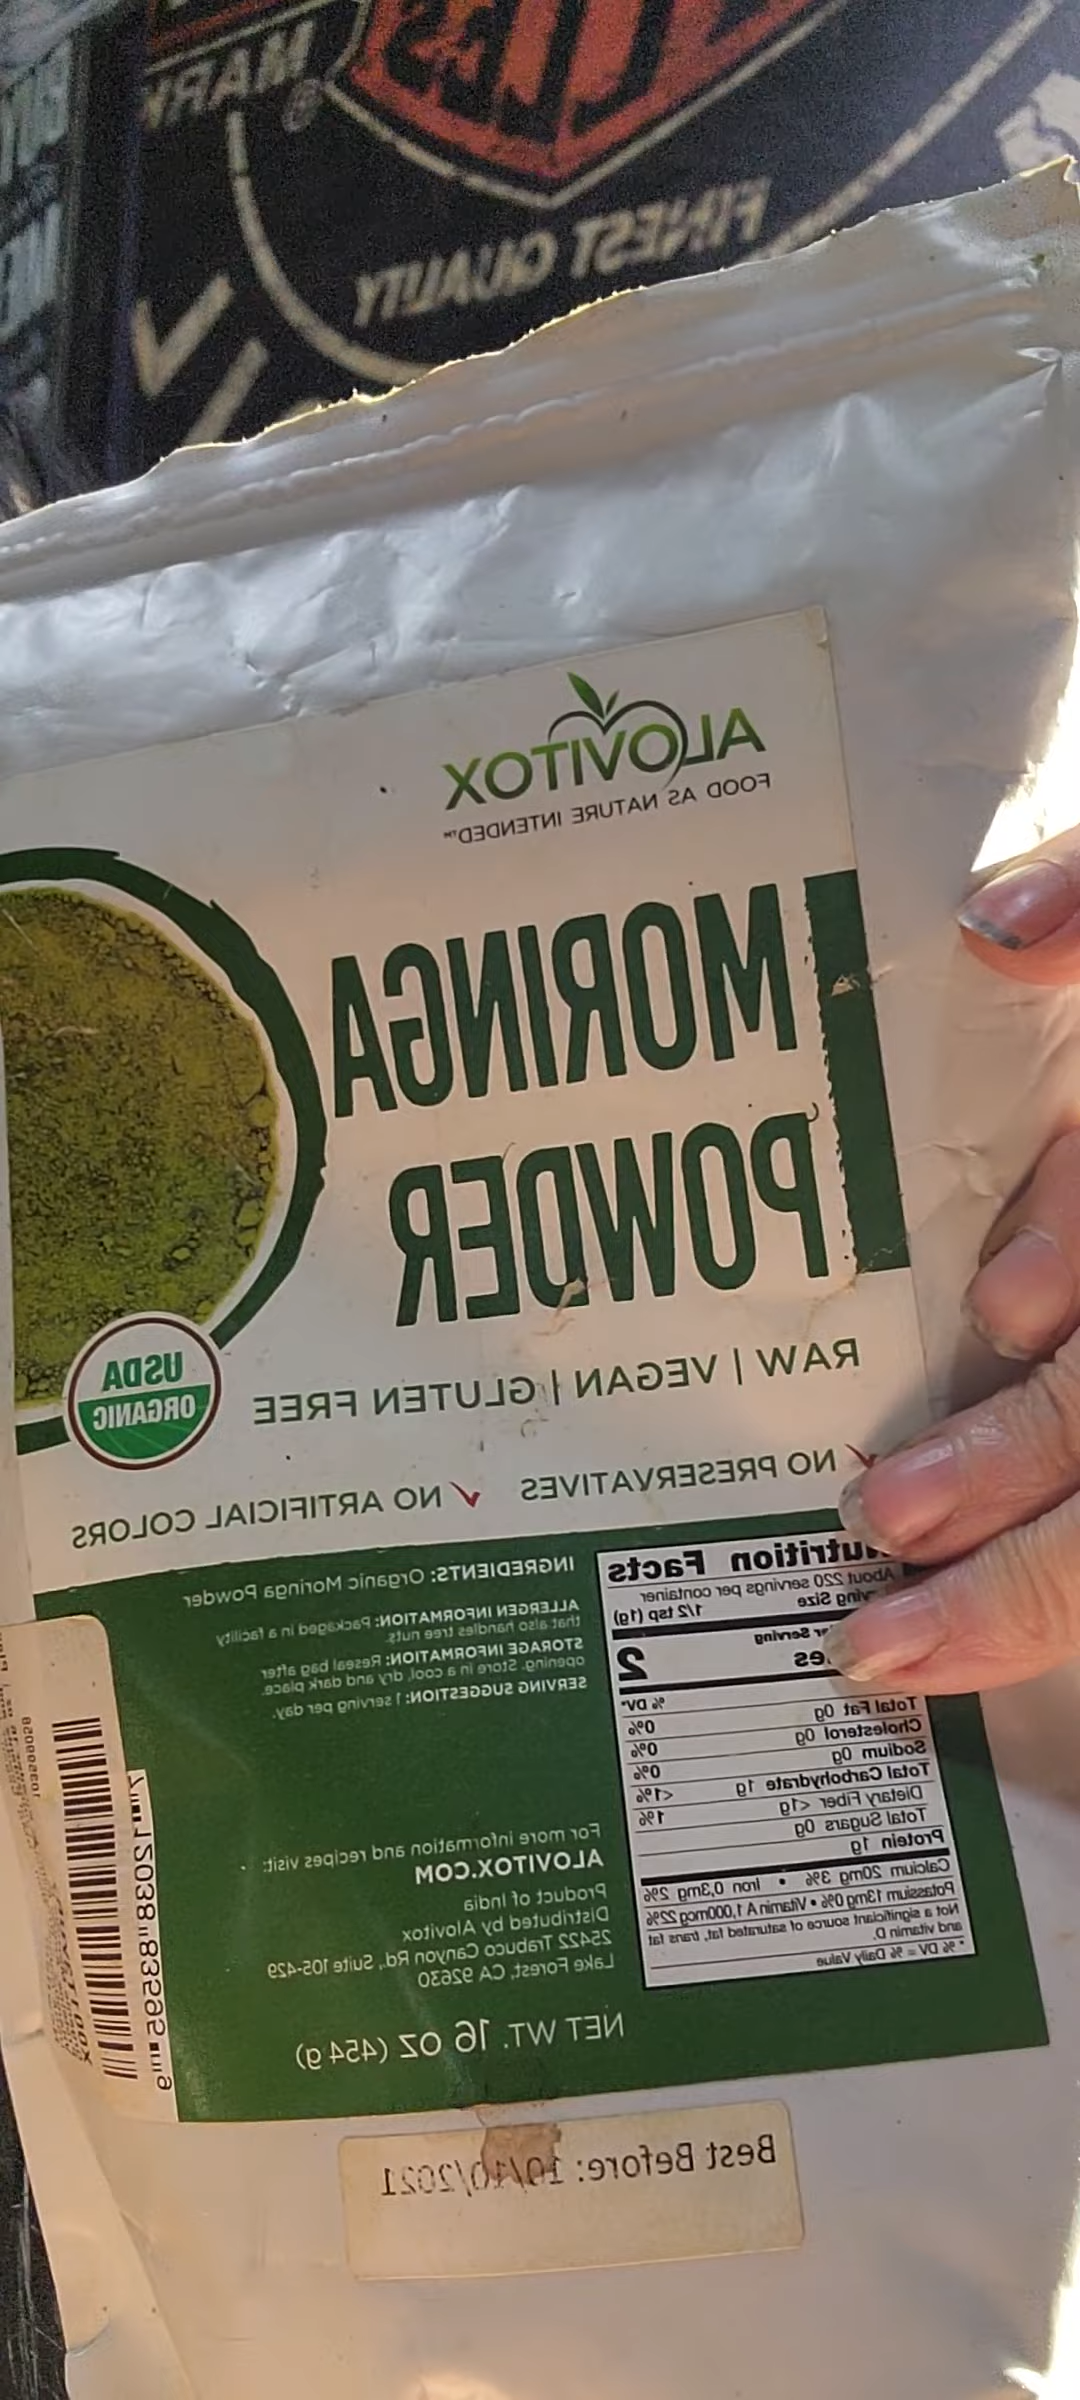 MARK
FINEST QUALITY
ALOVITOX
FOOD AS NATURE INTENDED™
MORINGA
POWDER
RAW | VEGAN | GLUTEN FREE
USDA
ORGANIC
NO PRESERVATIVES ✓ NO ARTIFICIAL COLORS
Nutrition Facts
About 220 servings per container
Serving Size 1/2 tsp (1g)
Serving
2
% DV*
Total Fat 0g 0%
Cholesterol 0g 0%
Sodium 0g 0%
Total Carbohydrate 1g <1%
Dietary Fiber <1g 1%
Total Sugars 0g
Protein 1g
Calcium 20mg 3% • Iron 0,3mg 2%
Potassium 13mg 0% • Vitamin A 1,000mcg 22%
Not a significant source of saturated fat, trans fat
and vitamin D.
* % DV = % Daily Value
INGREDIENTS: Organic Moringa Powder
ALLERGEN INFORMATION: Packaged in a facility
that also handles tree nuts.
STORAGE INFORMATION: Reseal bag after
opening. Store in a cool, dry and dark place.
SERVING SUGGESTION: 1 serving per day.
For more information and recipes visit:
ALOVITOX.COM
Product of India
Distributed by Alovitox
25422 Trabuco Canyon Rd., Suite 105-429
Lake Forest, CA 92630
NET WT. 16 OZ (454 g)
Best Before: 10/10/2021